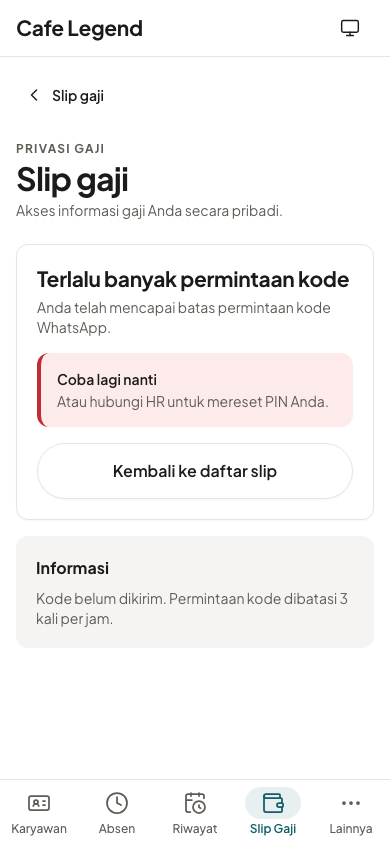 Cafe Legend
Slip gaji
PRIVASI GAJI
Slip gaji
Akses informasi gaji Anda secara pribadi.
Terlalu banyak permintaan kode
Anda telah mencapai batas permintaan kode
WhatsApp.
Coba lagi nanti
Atau hubungi HR untuk mereset PIN Anda.
Kembali ke daftar slip
Informasi
Kode belum dikirim. Permintaan kode dibatasi 3
kali per jam.
Karyawan Absen Riwayat Slip Gaji Lainnya